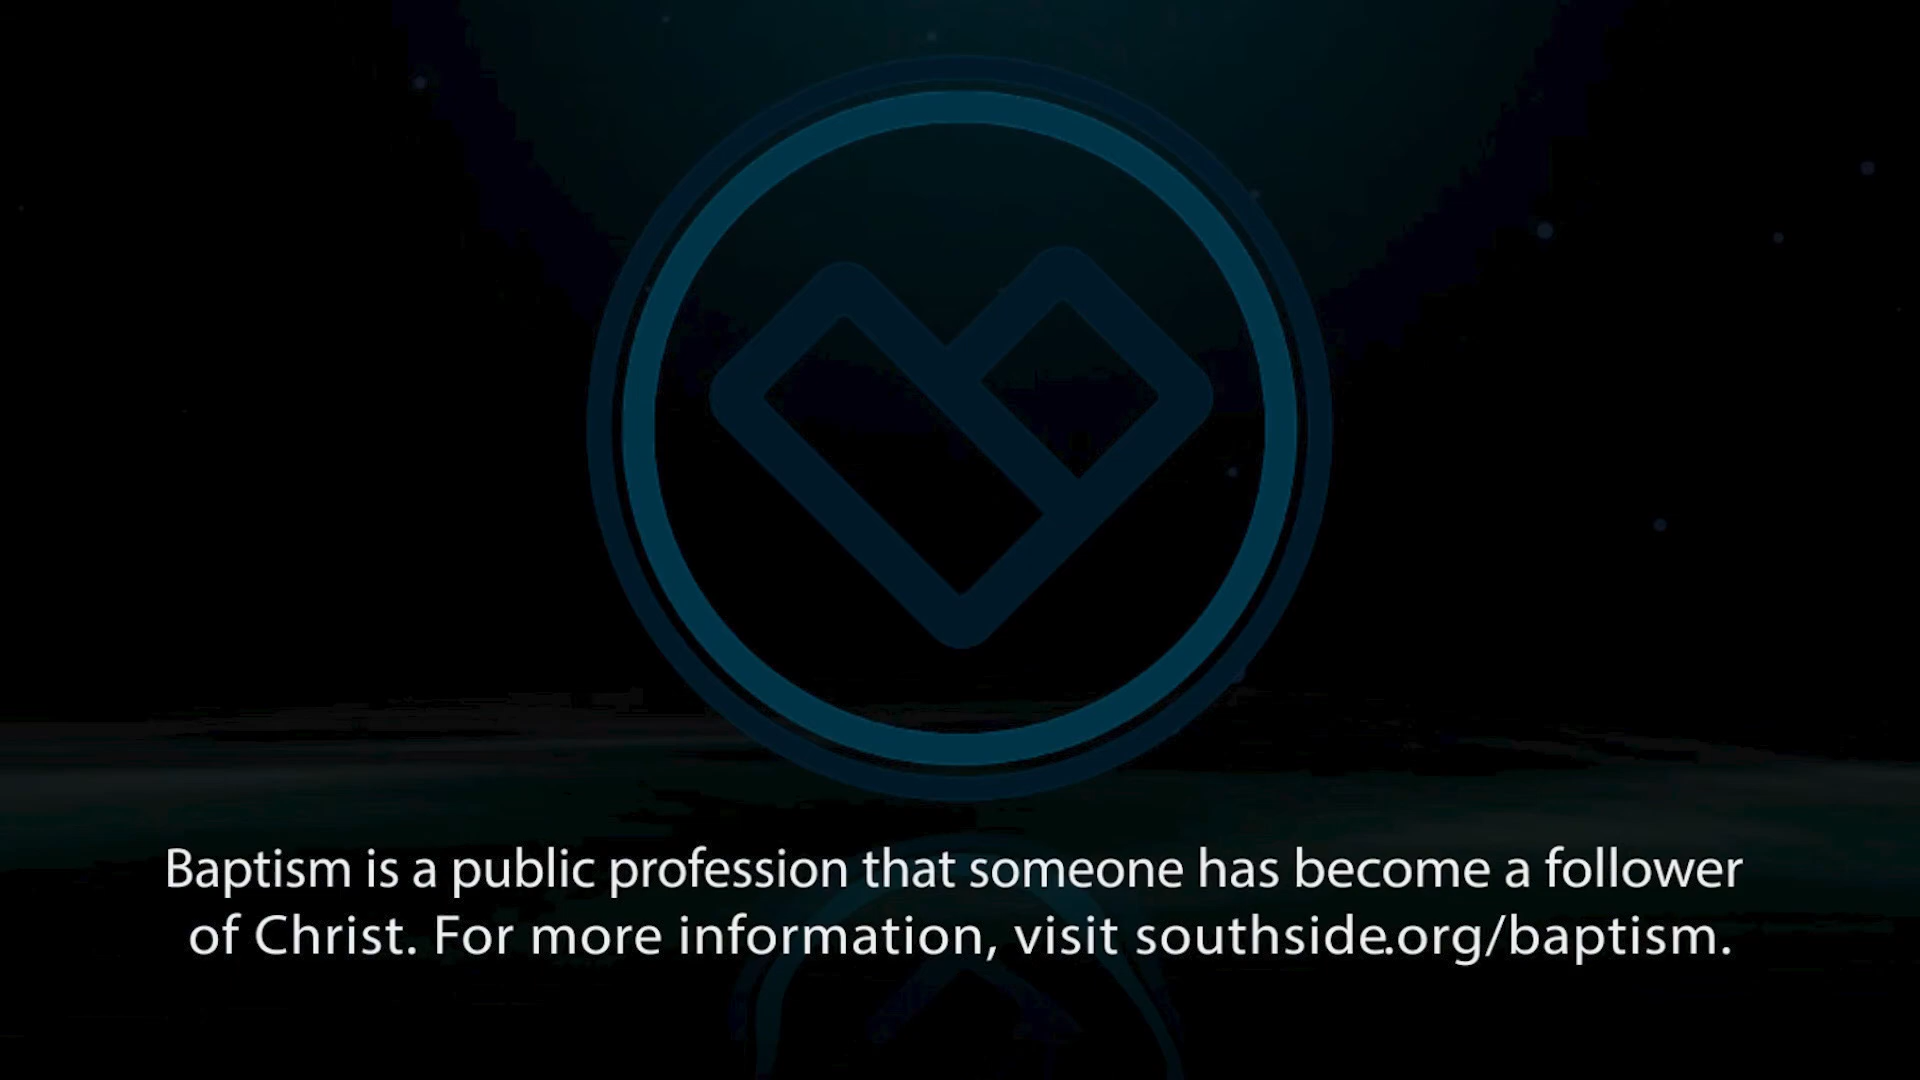 Baptism is a public profession that someone has become a follower
of Christ. For more information, visit southside.org/baptism.